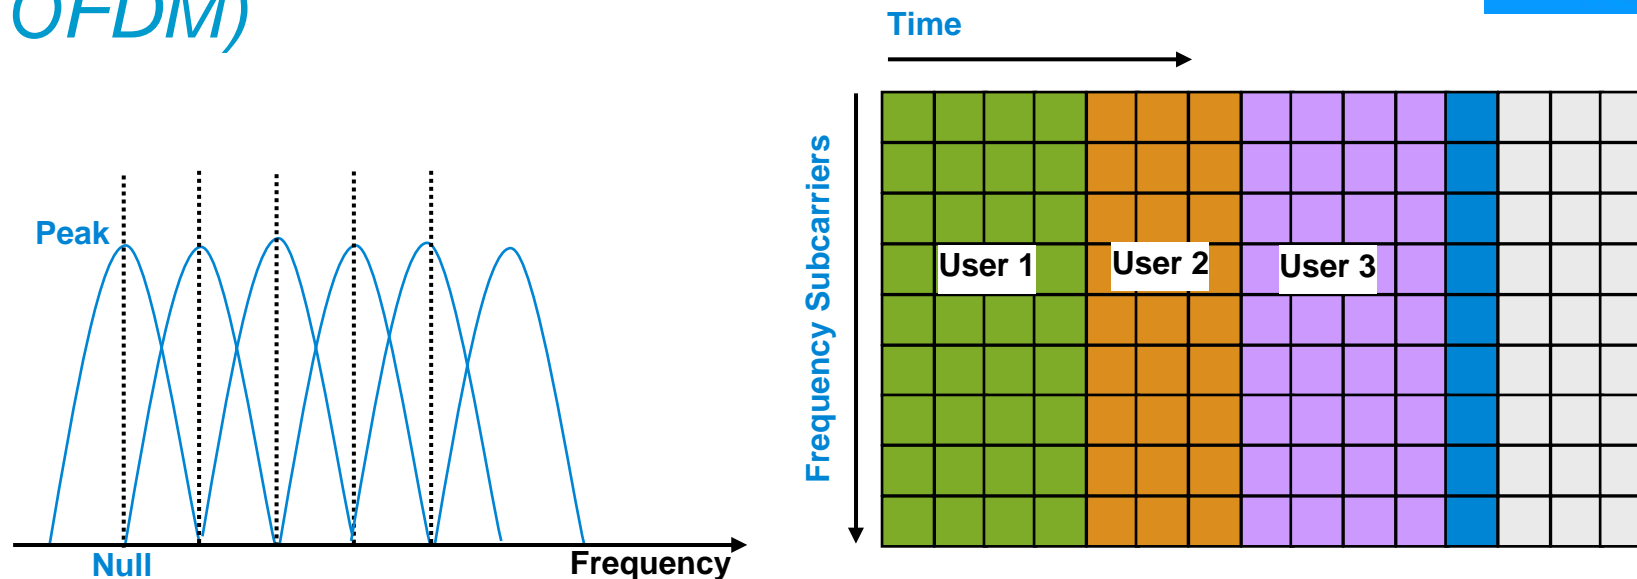 OFDM)
Time
Peak
Null
Frequency
Frequency Subcarriers
User 1
User 2
User 3